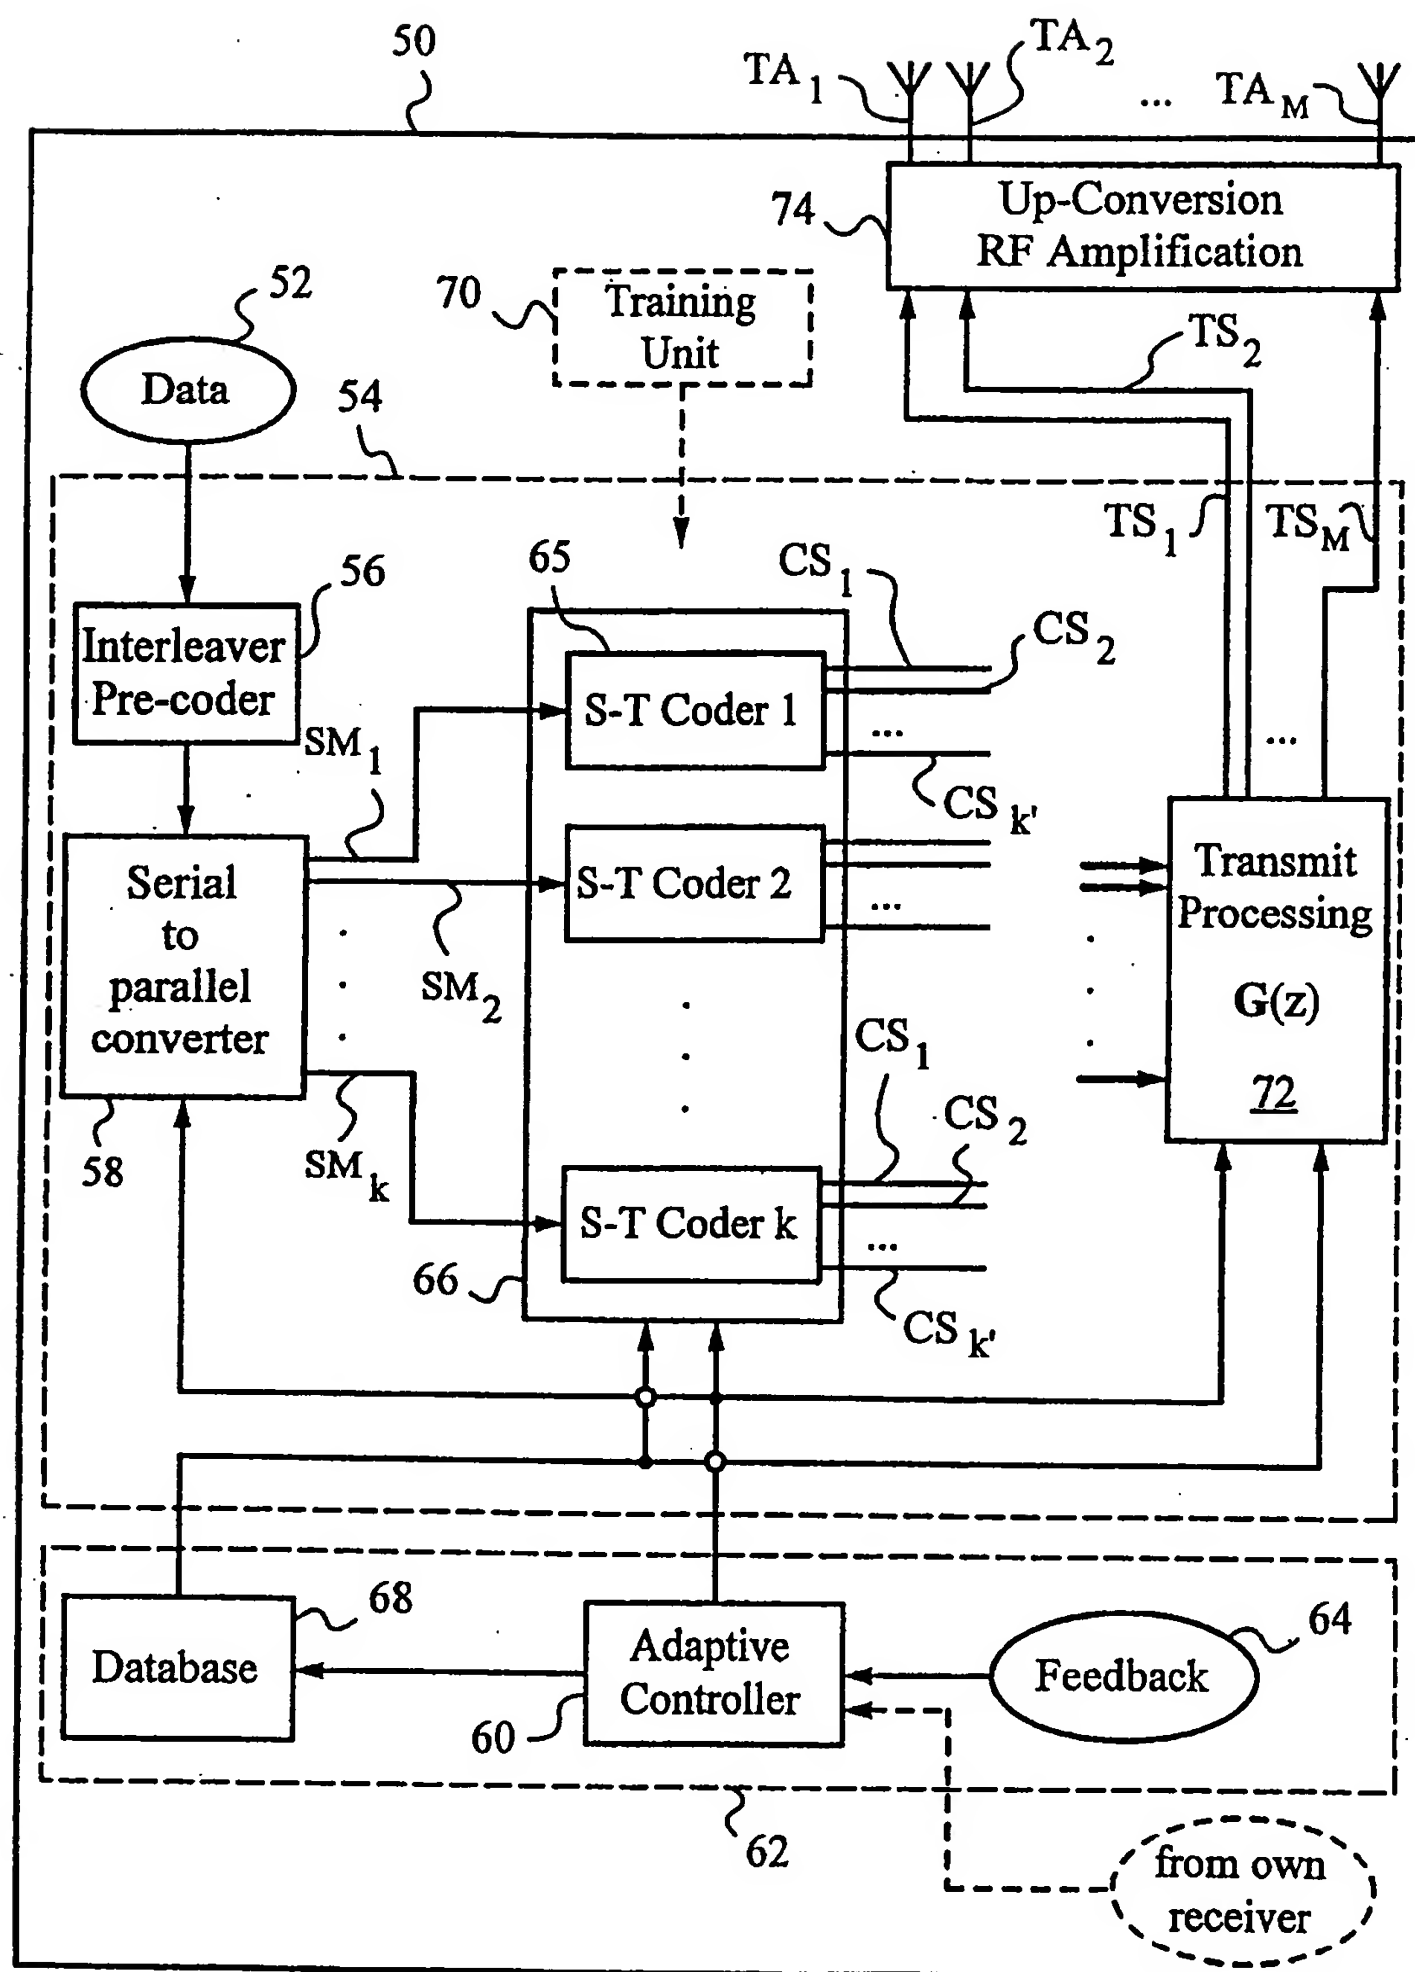 50
TA1
TA2
...
TAM
74
Up-Conversion
RF Amplification
52
Data
70
Training
Unit
TS2
54
TS1
TSM
56
Interleaver
Pre-coder
65
CS1
CS2
S-T Coder 1
...
CSk'
SM1
...
Serial
to
parallel
converter
58
SM2
S-T Coder 2
...
Transmit
Processing
G(z)
72
SMk
CS1
CS2
S-T Coder k
...
CSk'
66
68
Database
Adaptive
Controller
60
64
Feedback
62
from own
receiver